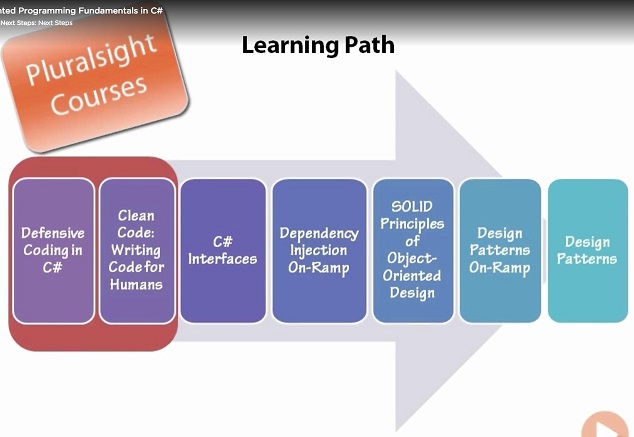 nted Programming Fundamentals in C#
Next Steps: Next Steps
Learning Path
Pluralsight
Courses
Defensive
Coding in
C#
Clean
Code:
Writing
Code for
Humans
C#
Interfaces
Dependency
Injection
On-Ramp
SOLID
Principles
of
Object-
Oriented
Design
Design
Patterns
On-Ramp
Design
Patterns